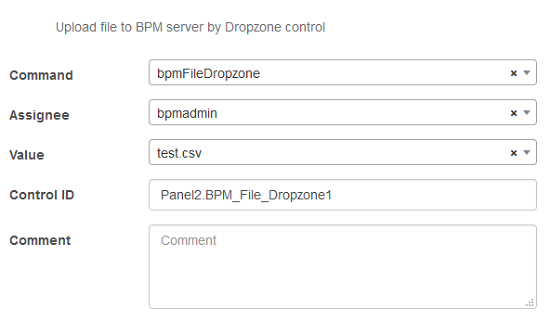 Upload file to BPM server by Dropzone control
Command
bpmFileDropzone
Assignee
bpmadmin
Value
test.csv
Control ID
Panel2.BPM_File_Dropzone1
Comment
Comment